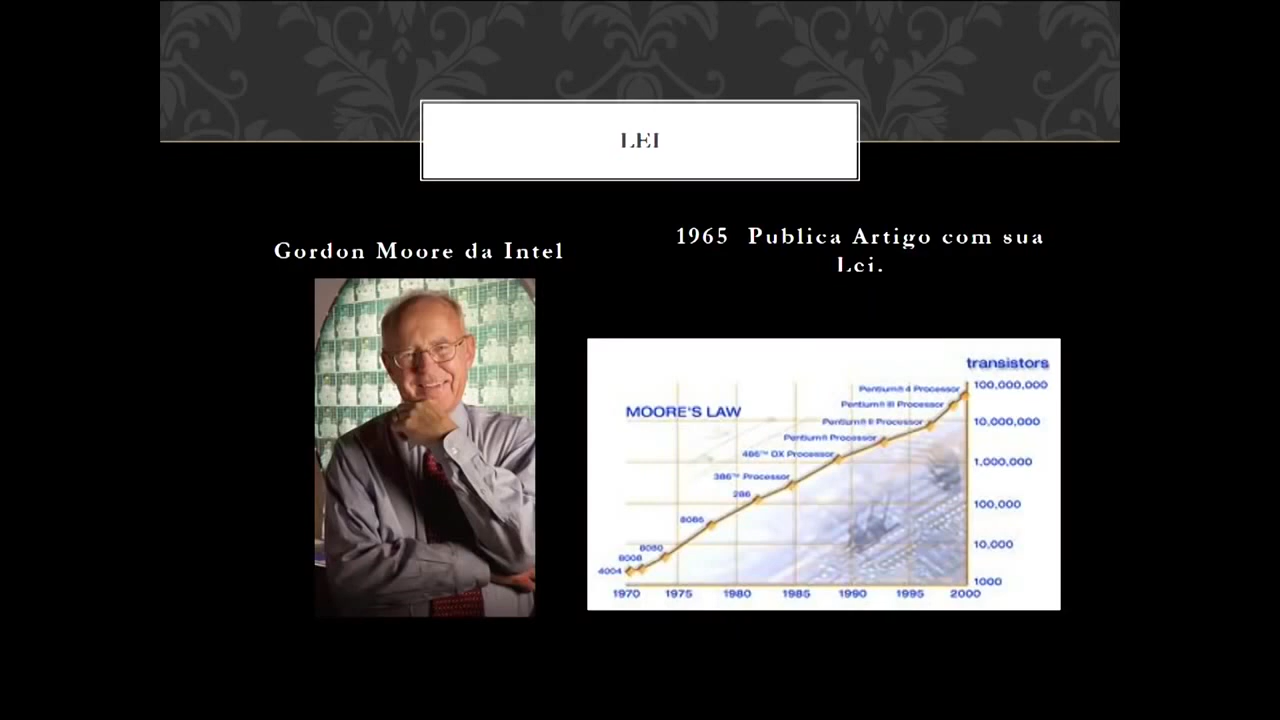 LEI
Gordon Moore da Intel
1965 Publica Artigo com sua
Lei.
transistors
MOORE'S LAW
Pentium® 4 Processor
Pentium® III Processor
Pentium® II Processor
Pentium® Processor
486™ DX Processor
386™ Processor
286
8086
8080
8008
4004
100,000,000
10,000,000
1,000,000
100,000
10,000
1000
1970 1975 1980 1985 1990 1995 2000